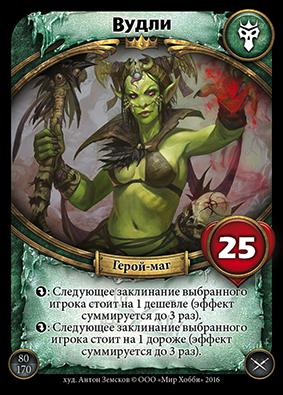 Вудли
25
Герой-маг
: Следующее заклинание выбранного
игрока стоит на 1 дешевле (эффект
суммируется до 3 раз).
: Следующее заклинание выбранного
игрока стоит на 1 дороже (эффект
суммируется до 3 раз).
80
170
худ. Антон Земсков © ООО «Мир Хобби» 2016